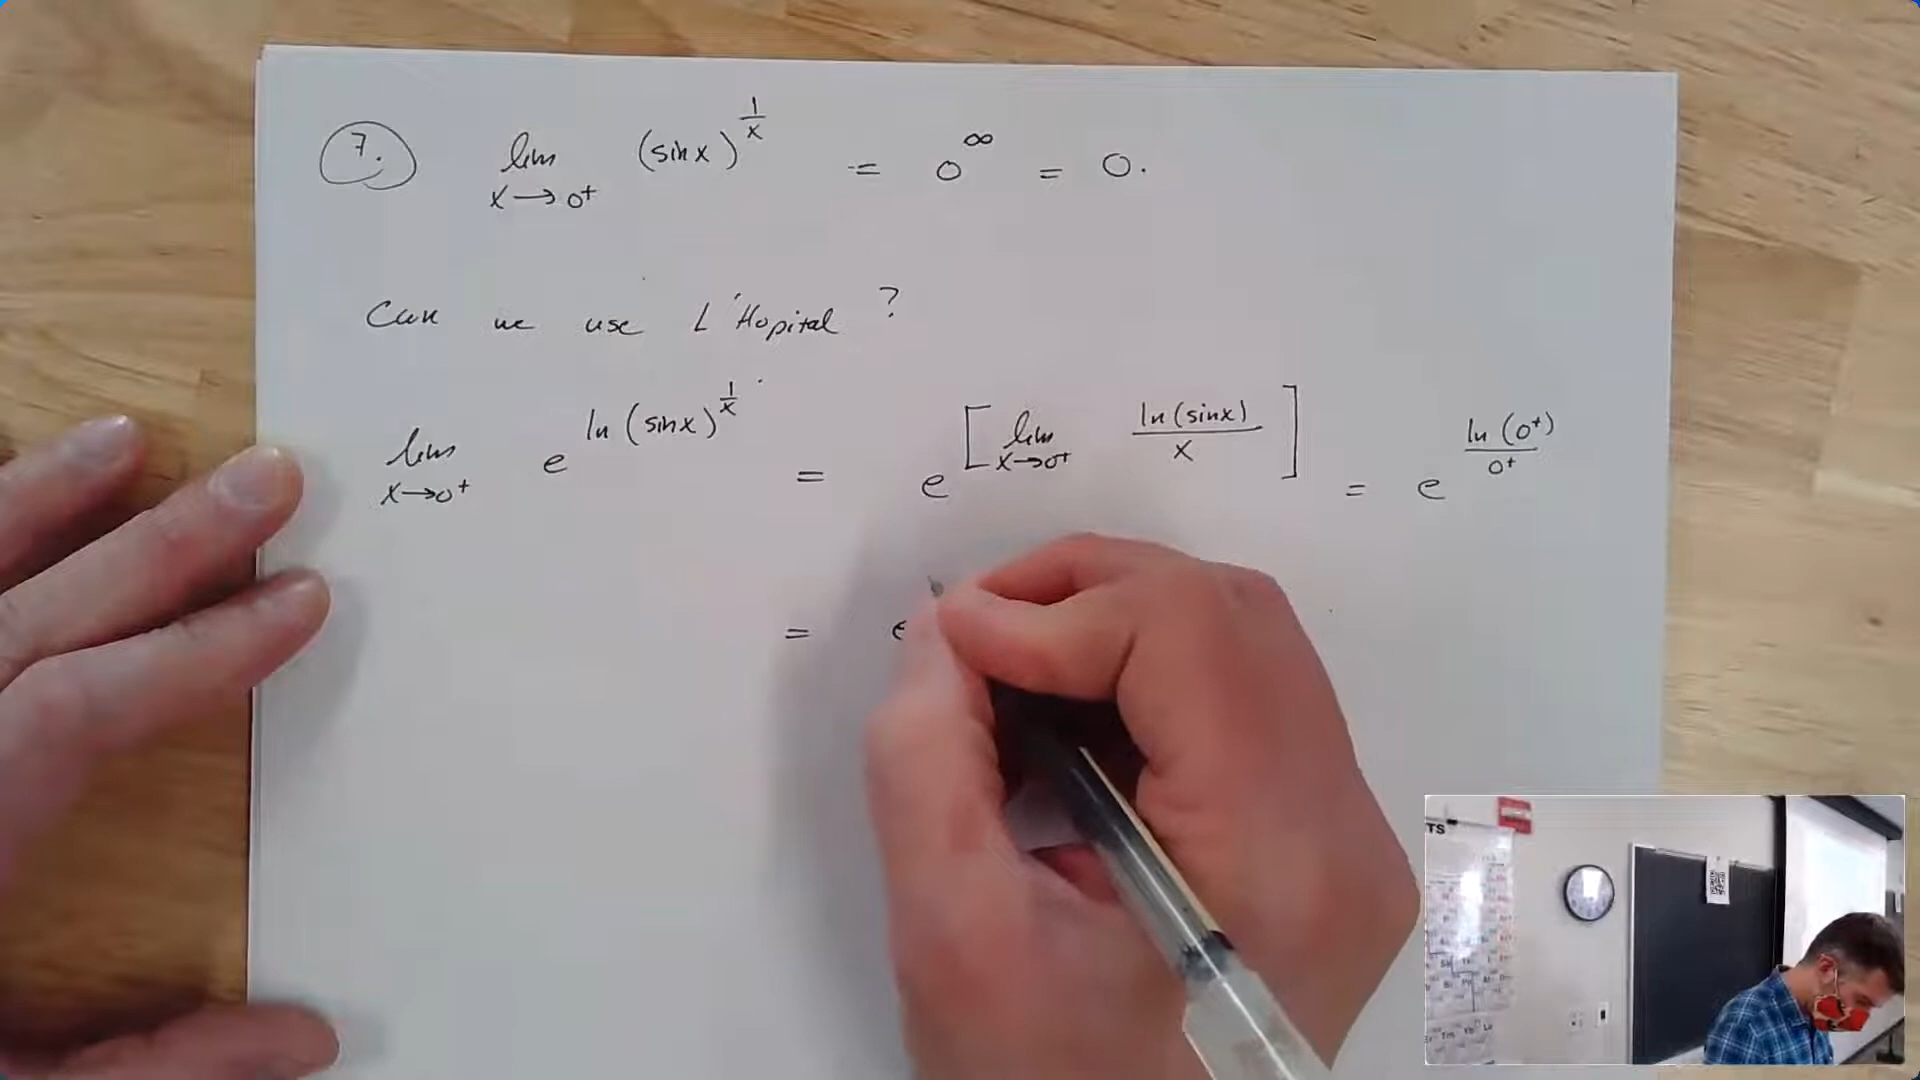 7. lim x→0⁺ (sin x)^(1/x) = 0^∞ = 0.
Can we use L'Hopital ?
lim x→0⁺ e^(ln (sin x)^(1/x)) = e^[lim x→0⁺ ln(sin x)/x] = e^(ln (0⁺)/0⁺)
= e
TS